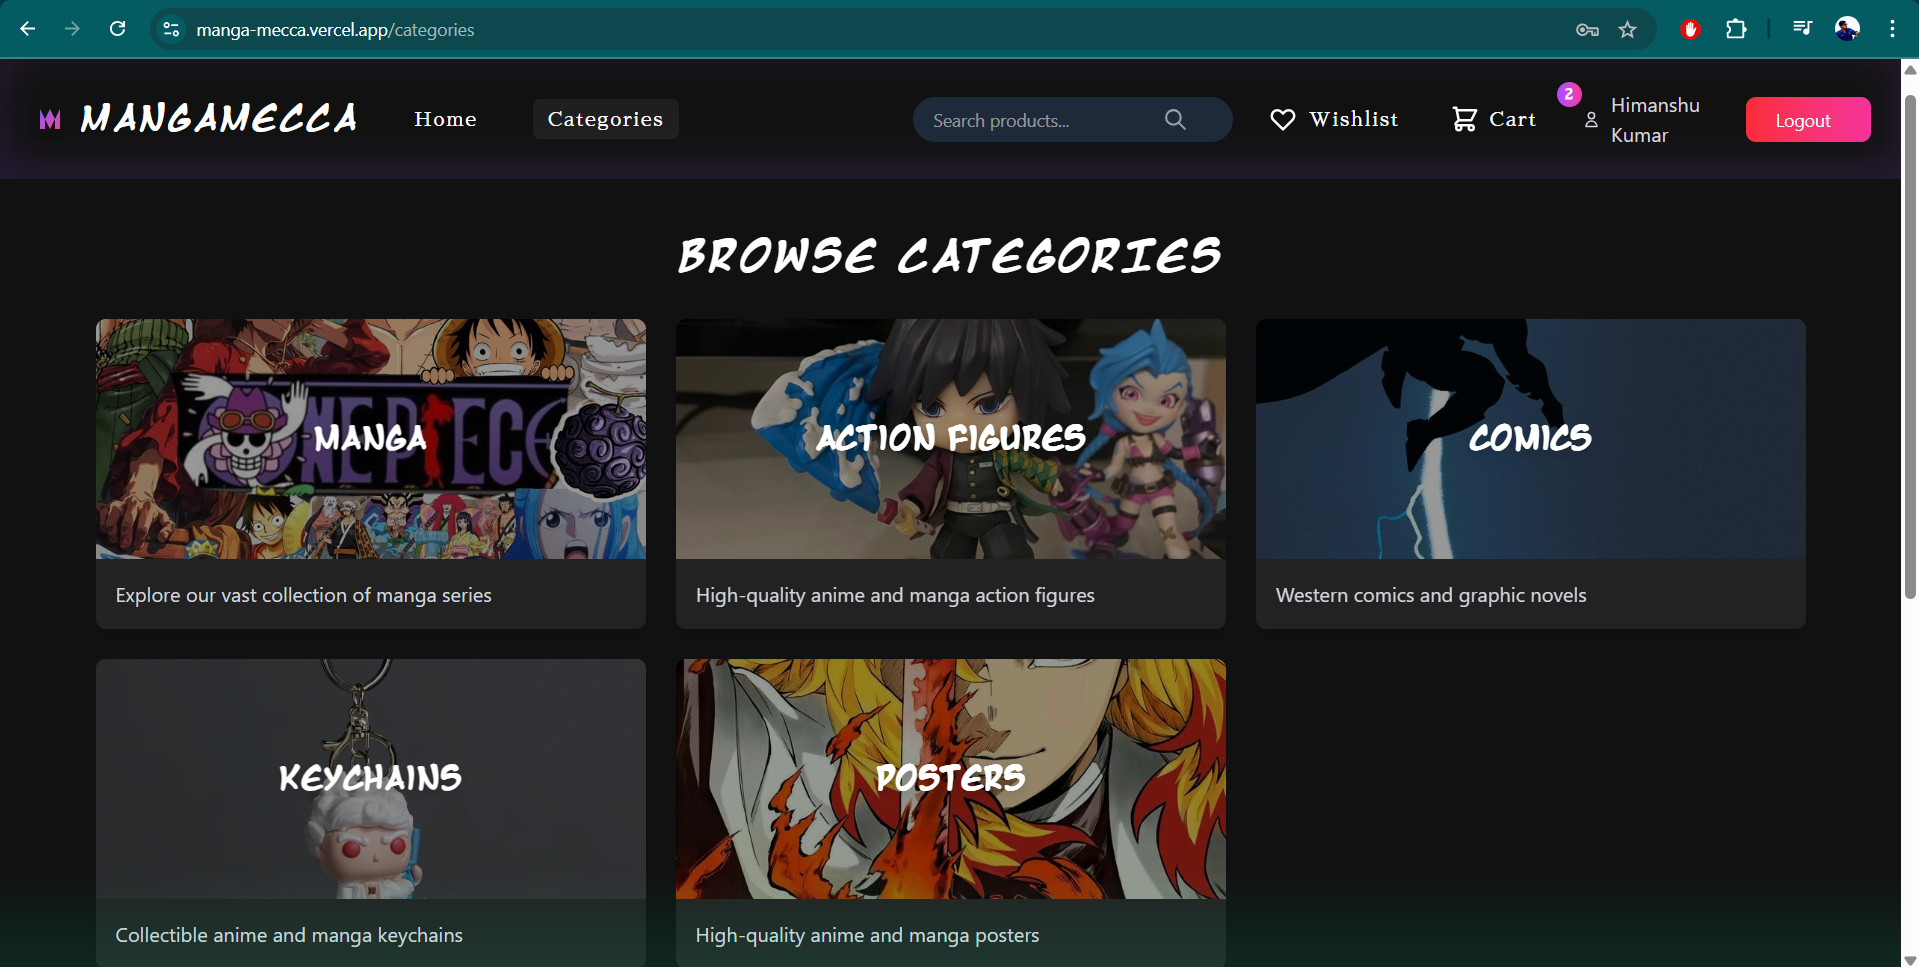 manga-mecca.vercel.app/categories
MANGAMECCA
Home
Categories
Search products...
Wishlist
Cart
2
Himanshu
Kumar
Logout
BROWSE CATEGORIES
ONE PIECE
MANGA
ACTION FIGURES
COMICS
Explore our vast collection of manga series
High-quality anime and manga action figures
Western comics and graphic novels
KEYCHAINS
POSTERS
Collectible anime and manga keychains
High-quality anime and manga posters